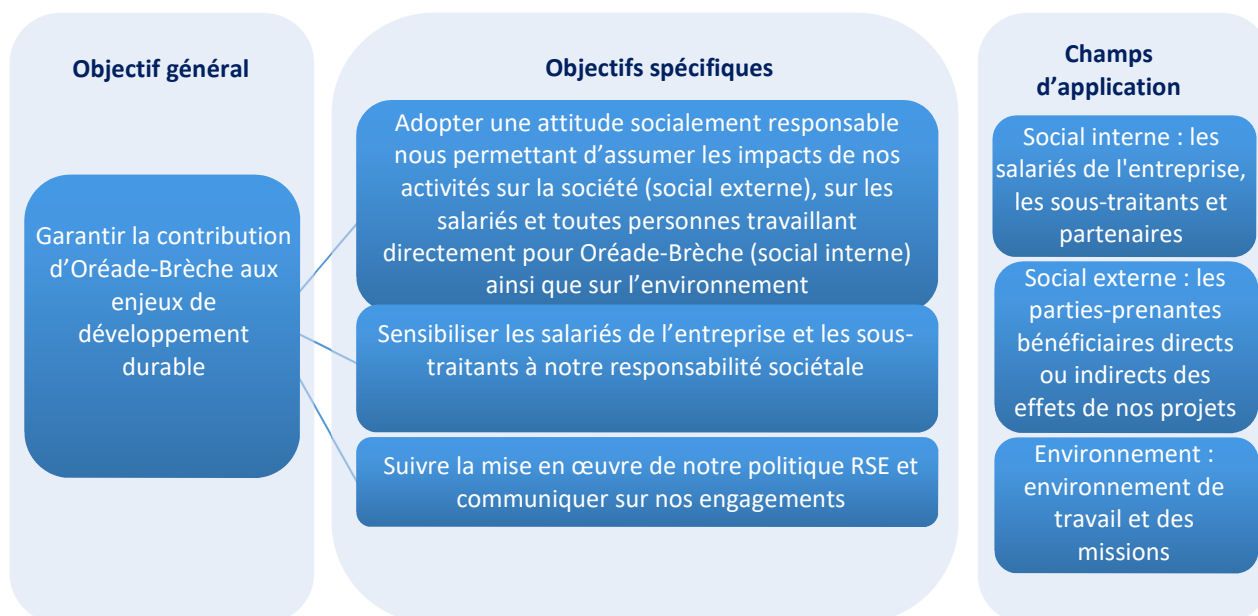 Objectif général
Garantir la contribution
d’Oréade-Brèche aux
enjeux de
développement
durable
Objectifs spécifiques
Adopter une attitude socialement responsable
nous permettant d’assumer les impacts de nos
activités sur la société (social externe), sur les
salariés et toutes personnes travaillant
directement pour Oréade-Brèche (social interne)
ainsi que sur l’environnement
Sensibiliser les salariés de l’entreprise et les sous-
traitants à notre responsabilité sociétale
Suivre la mise en œuvre de notre politique RSE et
communiquer sur nos engagements
Champs
d’application
Social interne : les
salariés de l'entreprise,
les sous-traitants et
partenaires
Social externe : les
parties-prenantes
bénéficiaires directs
ou indirects des
effets de nos projets
Environnement :
environnement de
travail et des
missions